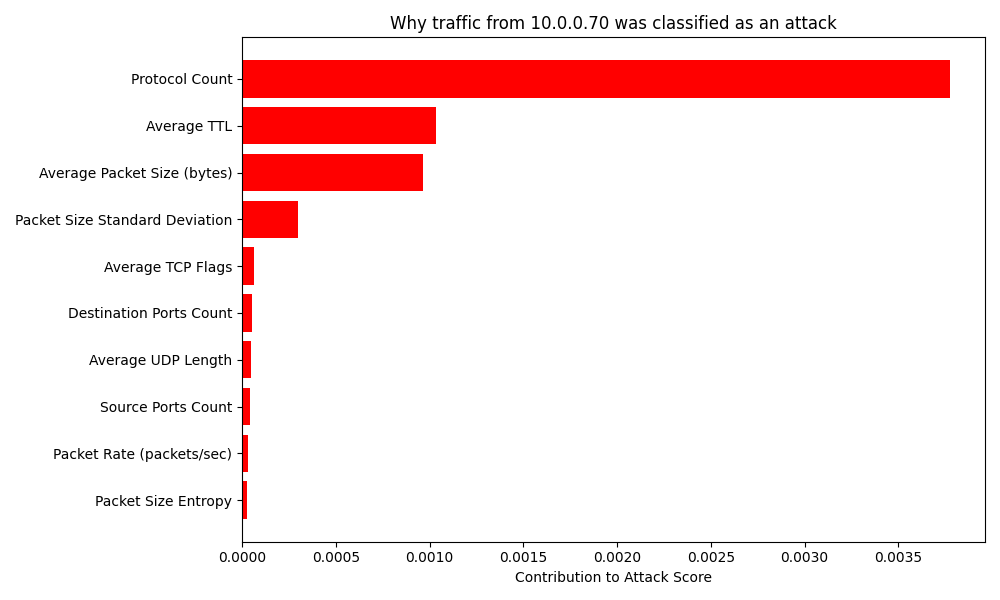 Why traffic from 10.0.0.70 was classified as an attack
Protocol Count
Average TTL
Average Packet Size (bytes)
Packet Size Standard Deviation
Average TCP Flags
Destination Ports Count
Average UDP Length
Source Ports Count
Packet Rate (packets/sec)
Packet Size Entropy
0.0000 0.0005 0.0010 0.0015 0.0020 0.0025 0.0030 0.0035
Contribution to Attack Score